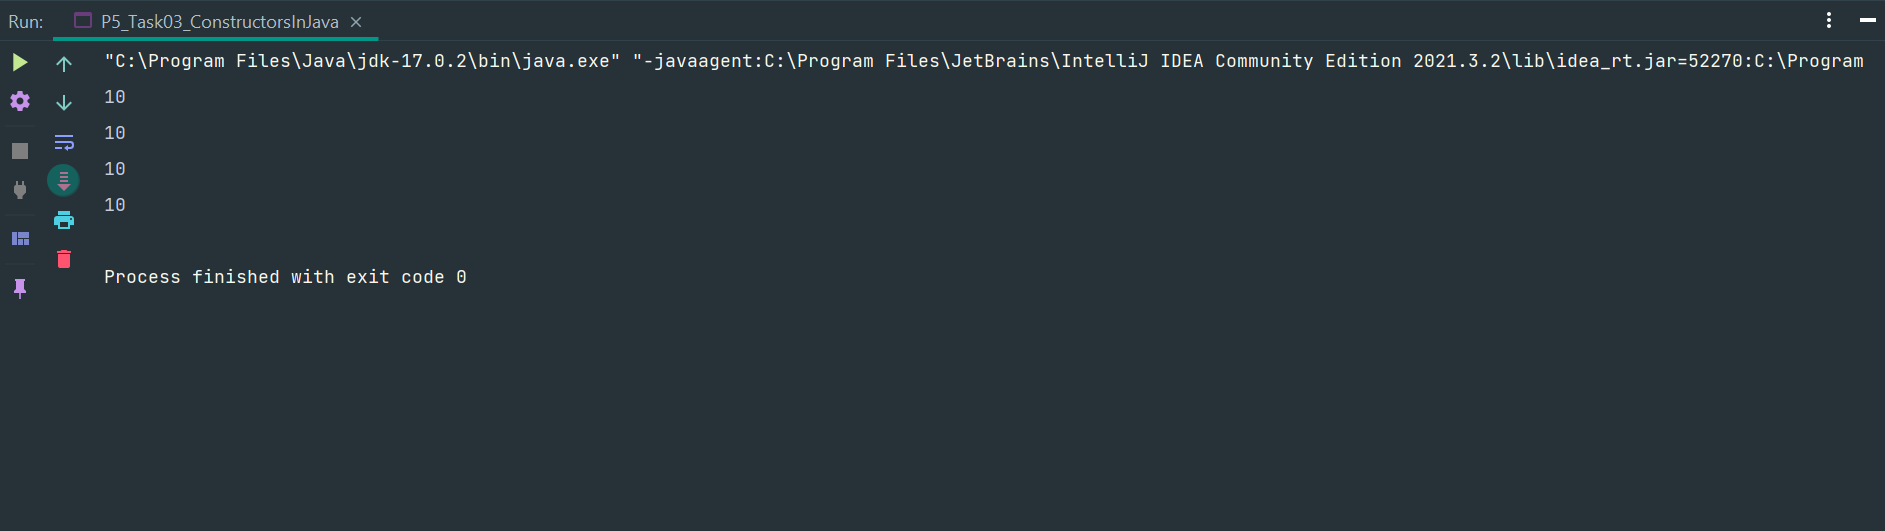 Run: P5_Task03_ConstructorsInJava
"C:\Program Files\Java\jdk-17.0.2\bin\java.exe" "-javaagent:C:\Program Files\JetBrains\IntelliJ IDEA Community Edition 2021.3.2\lib\idea_rt.jar=52270:C:\Program
10
10
10
10
Process finished with exit code 0